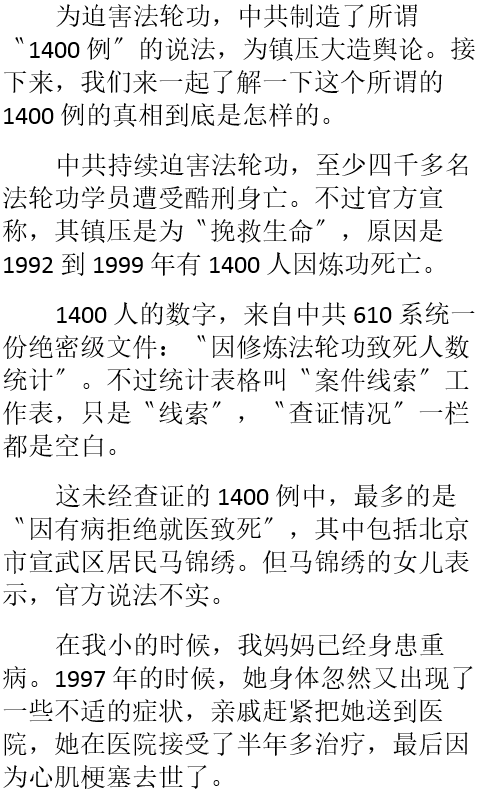 为迫害法轮功，中共制造了所谓
〝1400 例〞的说法，为镇压大造舆论。接
下来，我们来一起了解一下这个所谓的
1400 例的真相到底是怎样的。
中共持续迫害法轮功，至少四千多名
法轮功学员遭受酷刑身亡。不过官方宣
称，其镇压是为〝挽救生命〞，原因是
1992 到 1999 年有 1400 人因炼功死亡。
1400 人的数字，来自中共 610 系统一
份绝密级文件：〝因修炼法轮功致死人数
统计〞。不过统计表格叫〝案件线索〞工
作表，只是〝线索〞，〝查证情况〞一栏
都是空白。
这未经查证的 1400 例中，最多的是
〝因有病拒绝就医致死〞，其中包括北京
市宣武区居民马锦绣。但马锦绣的女儿表
示，官方说法不实。
在我小的时候，我妈妈已经身患重
病。1997 年的时候，她身体忽然又出现了
一些不适的症状，亲戚赶紧把她送到医
院，她在医院接受了半年多治疗，最后因
为心肌梗塞去世了。